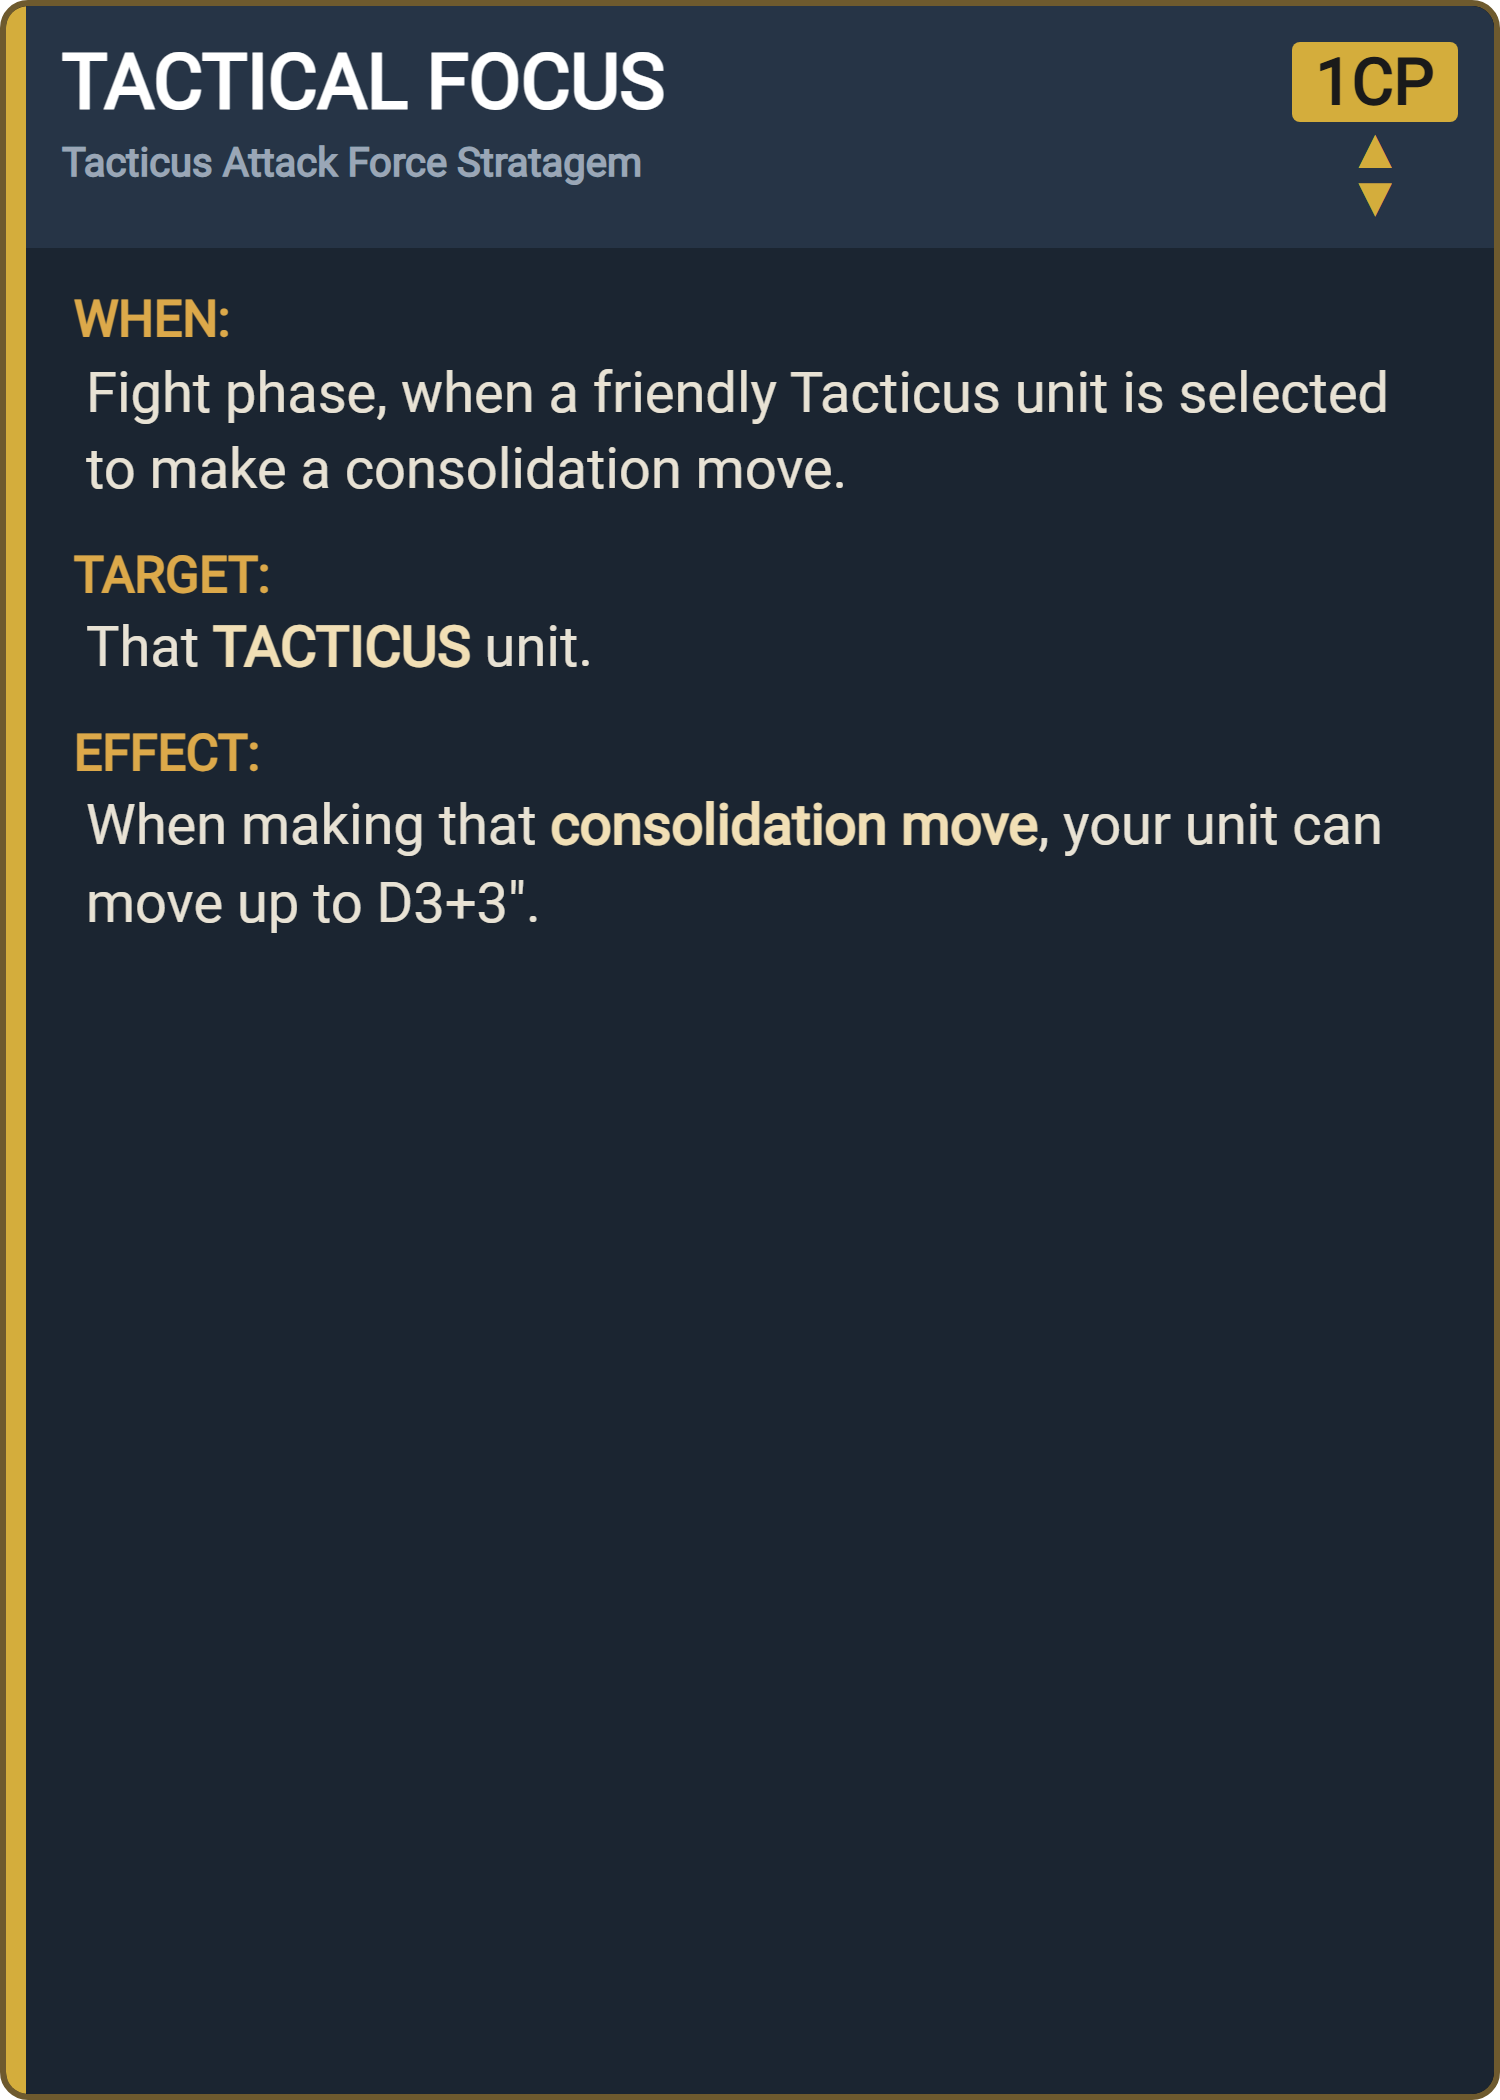 TACTICAL FOCUS
1CP
Tacticus Attack Force Stratagem
WHEN:
Fight phase, when a friendly Tacticus unit is selected
to make a consolidation move.
TARGET:
That TACTICUS unit.
EFFECT:
When making that consolidation move, your unit can
move up to D3+3".